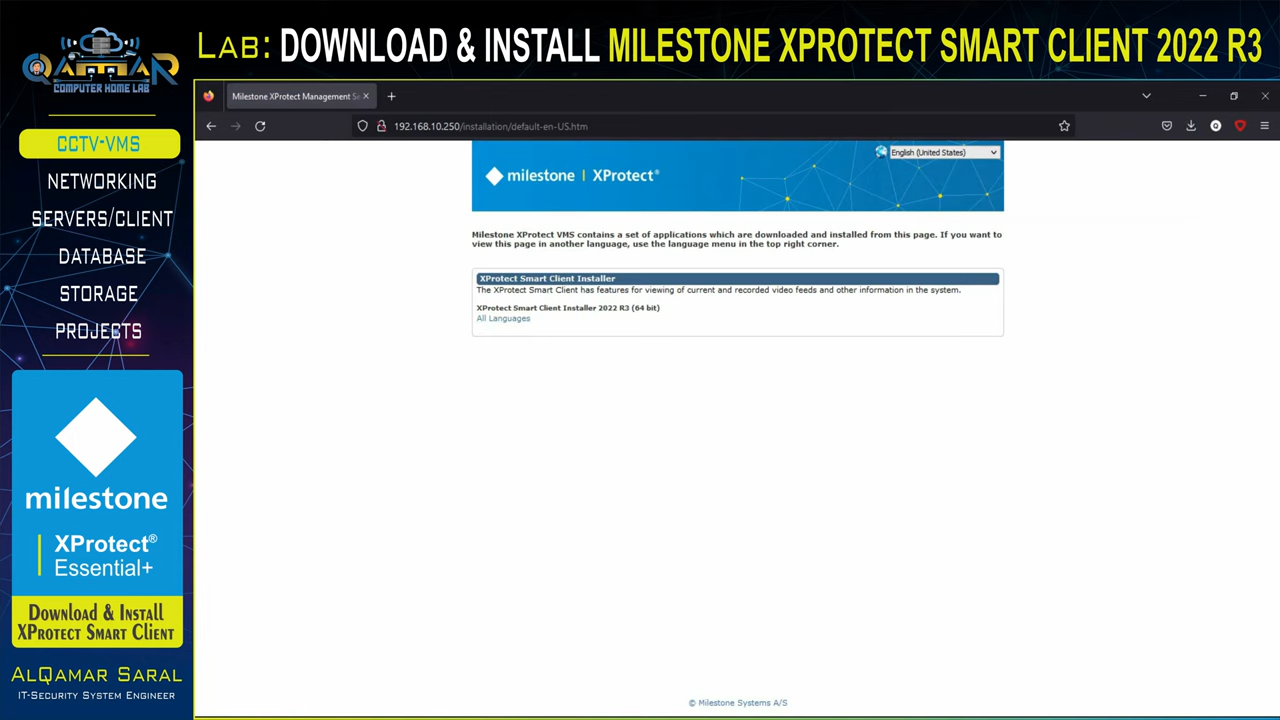 LAB: DOWNLOAD & INSTALL MILESTONE XPROTECT SMART CLIENT 2022 R3
QAMAR
COMPUTER HOME LAB
CCTV-VMS
NETWORKING
SERVERS/CLIENT
DATABASE
STORAGE
PROJECTS
milestone
XProtect®
Essential+
DOWNLOAD & INSTALL
XPROTECT SMART CLIENT
ALQAMAR SARAL
IT-SECURITY SYSTEM ENGINEER
Milestone XProtect Management Se
192.168.10.250/installation/default-en-US.htm
English (United States)
milestone | XProtect®
Milestone XProtect VMS contains a set of applications which are downloaded and installed from this page. If you want to
view this page in another language, use the language menu in the top right corner.
XProtect Smart Client Installer
The XProtect Smart Client has features for viewing of current and recorded video feeds and other information in the system.
XProtect Smart Client Installer 2022 R3 (64 bit)
All Languages
© Milestone Systems A/S